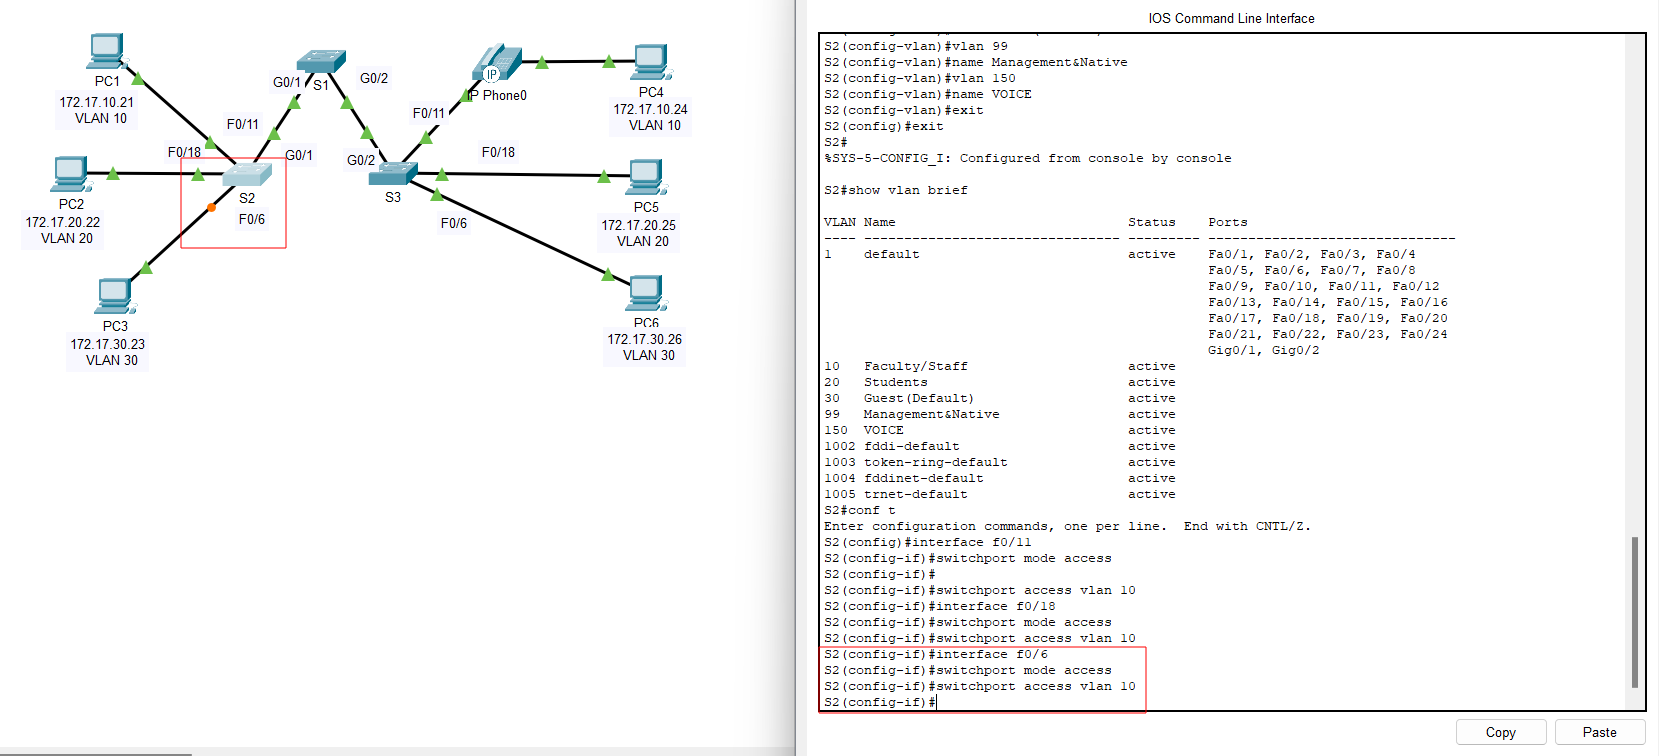 PC1
172.17.10.21
VLAN 10
F0/11
F0/18
PC2
172.17.20.22
VLAN 20
S2
F0/6
G0/1
PC3
172.17.30.23
VLAN 30
G0/1
S1
G0/2
G0/2
S3
F0/11
IP
IP Phone0
PC4
172.17.10.24
VLAN 10
F0/18
PC5
172.17.20.25
VLAN 20
F0/6
PC6
172.17.30.26
VLAN 30
IOS Command Line Interface
S2(config-vlan)#vlan 99
S2(config-vlan)#name Management&Native
S2(config-vlan)#vlan 150
S2(config-vlan)#name VOICE
S2(config-vlan)#exit
S2(config)#exit
S2#
%SYS-5-CONFIG_I: Configured from console by console
S2#show vlan brief
VLAN Name Status Ports
---- -------------------------------- --------- -------------------------------
1 default active Fa0/1, Fa0/2, Fa0/3, Fa0/4
Fa0/5, Fa0/6, Fa0/7, Fa0/8
Fa0/9, Fa0/10, Fa0/11, Fa0/12
Fa0/13, Fa0/14, Fa0/15, Fa0/16
Fa0/17, Fa0/18, Fa0/19, Fa0/20
Fa0/21, Fa0/22, Fa0/23, Fa0/24
Gig0/1, Gig0/2
10 Faculty/Staff active
20 Students active
30 Guest(Default) active
99 Management&Native active
150 VOICE active
1002 fddi-default active
1003 token-ring-default active
1004 fddinet-default active
1005 trnet-default active
S2#conf t
Enter configuration commands, one per line. End with CNTL/Z.
S2(config)#interface f0/11
S2(config-if)#switchport mode access
S2(config-if)#
S2(config-if)#switchport access vlan 10
S2(config-if)#interface f0/18
S2(config-if)#switchport mode access
S2(config-if)#switchport access vlan 10
S2(config-if)#interface f0/6
S2(config-if)#switchport mode access
S2(config-if)#switchport access vlan 10
S2(config-if)#
Copy
Paste